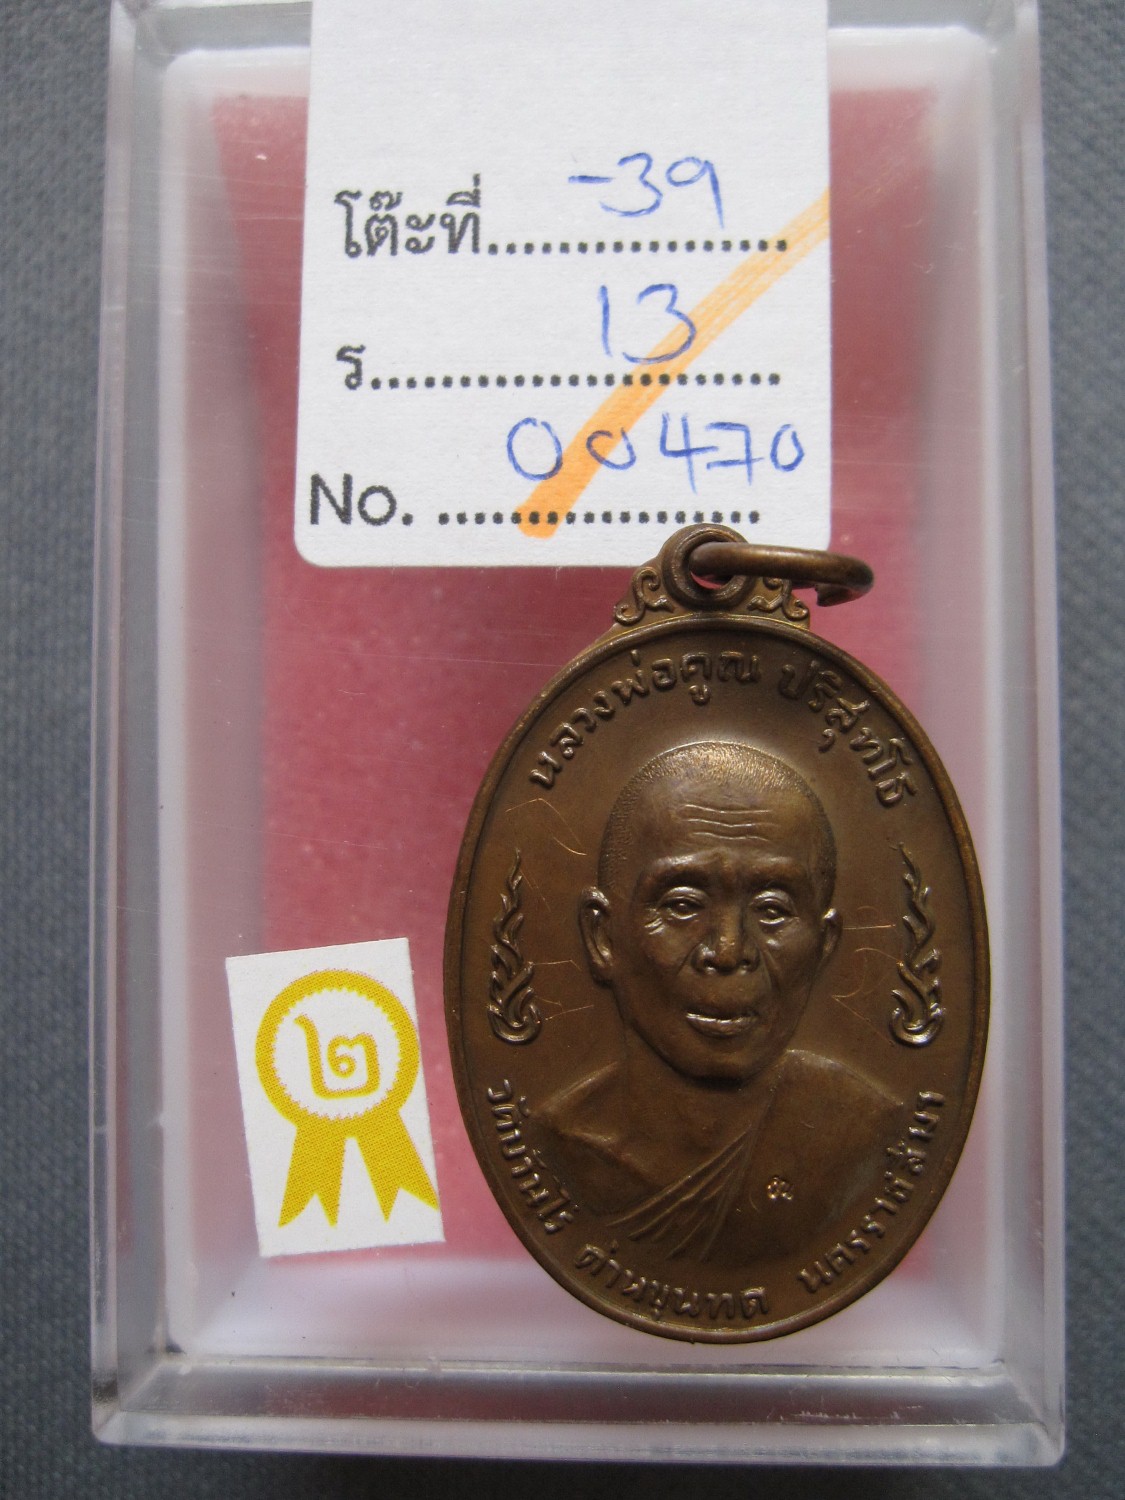 โต๊ะที่.................. -39
ร.......................... 13
No. .................. 00470
หลวงพ่อคูณ ปริสุทโธ
๒
วัดบ้านไร่ ด่านขุนทด นครราชสีมา